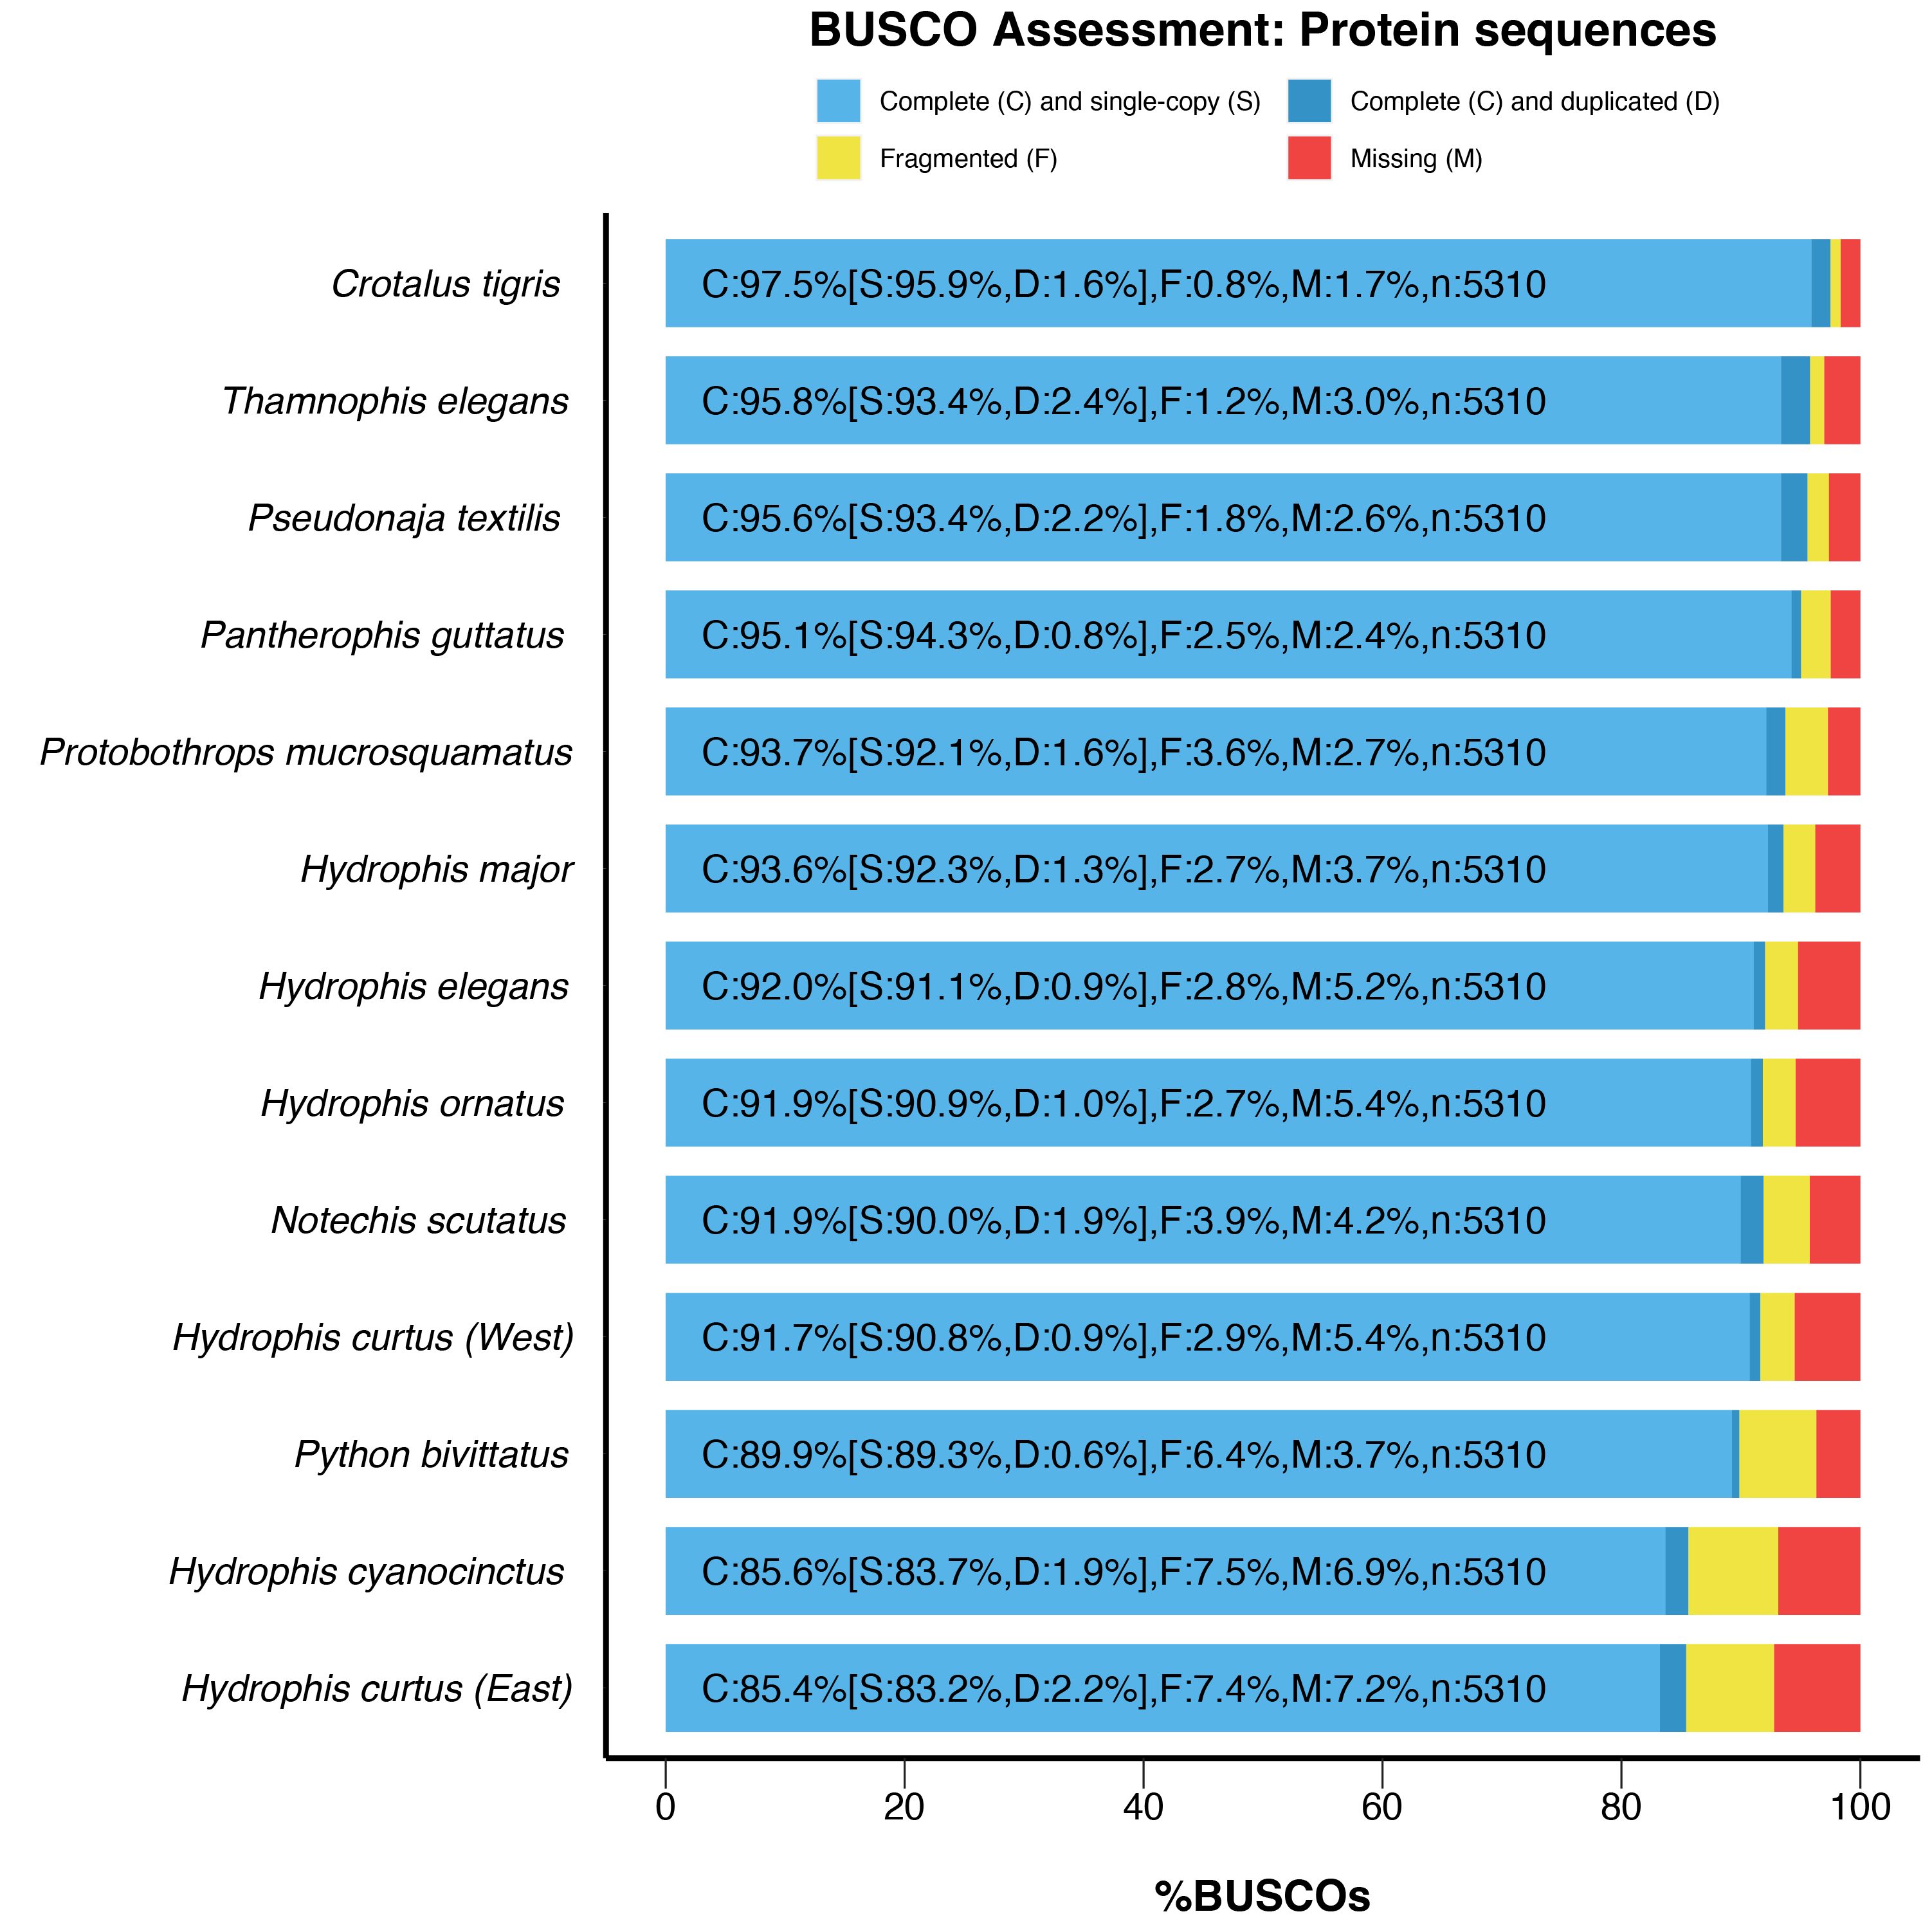 BUSCO Assessment: Protein sequences
Complete (C) and single-copy (S) Complete (C) and duplicated (D)
Fragmented (F) Missing (M)
Crotalus tigris C:97.5%[S:95.9%,D:1.6%],F:0.8%,M:1.7%,n:5310
Thamnophis elegans C:95.8%[S:93.4%,D:2.4%],F:1.2%,M:3.0%,n:5310
Pseudonaja textilis C:95.6%[S:93.4%,D:2.2%],F:1.8%,M:2.6%,n:5310
Pantherophis guttatus C:95.1%[S:94.3%,D:0.8%],F:2.5%,M:2.4%,n:5310
Protobothrops mucrosquamatus C:93.7%[S:92.1%,D:1.6%],F:3.6%,M:2.7%,n:5310
Hydrophis major C:93.6%[S:92.3%,D:1.3%],F:2.7%,M:3.7%,n:5310
Hydrophis elegans C:92.0%[S:91.1%,D:0.9%],F:2.8%,M:5.2%,n:5310
Hydrophis ornatus C:91.9%[S:90.9%,D:1.0%],F:2.7%,M:5.4%,n:5310
Notechis scutatus C:91.9%[S:90.0%,D:1.9%],F:3.9%,M:4.2%,n:5310
Hydrophis curtus (West) C:91.7%[S:90.8%,D:0.9%],F:2.9%,M:5.4%,n:5310
Python bivittatus C:89.9%[S:89.3%,D:0.6%],F:6.4%,M:3.7%,n:5310
Hydrophis cyanocinctus C:85.6%[S:83.7%,D:1.9%],F:7.5%,M:6.9%,n:5310
Hydrophis curtus (East) C:85.4%[S:83.2%,D:2.2%],F:7.4%,M:7.2%,n:5310
0 20 40 60 80 100
%BUSCOs